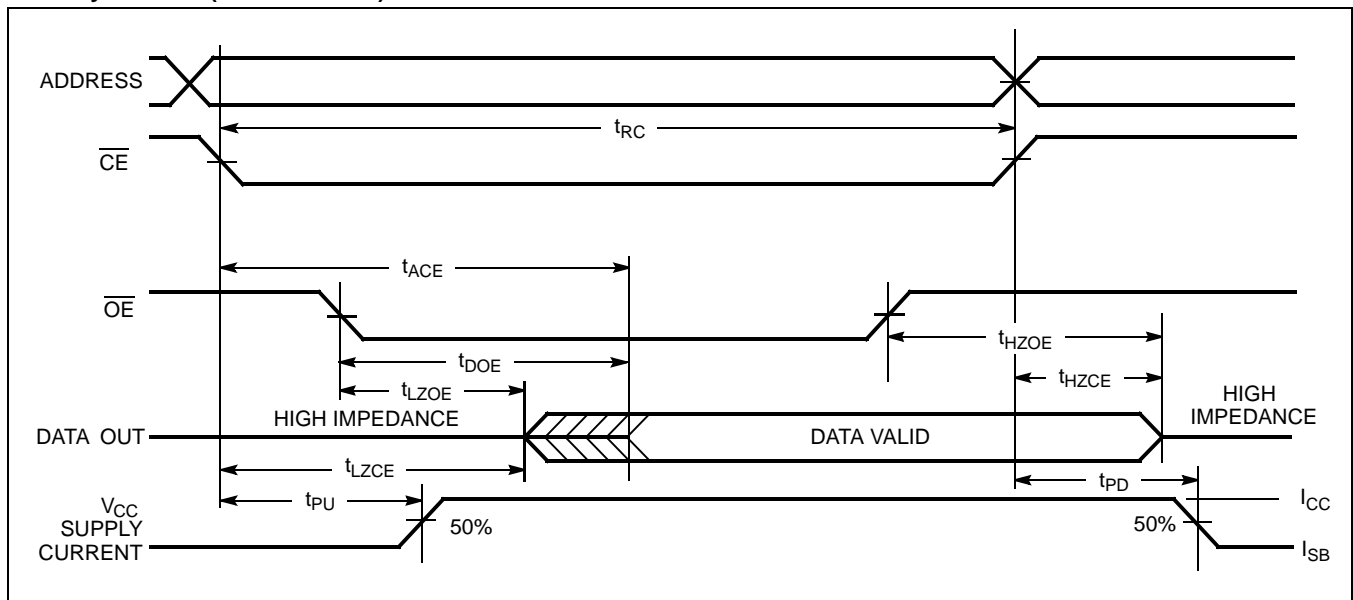 ADDRESS
tRC
CE
tACE
OE
tHZOE
tDOE
tHZCE
tLZOE
HIGH IMPEDANCE
HIGH
IMPEDANCE
DATA OUT
DATA VALID
tLZCE
tPD
tPU
VCC
SUPPLY
CURRENT
50%
50%
ICC
ISB